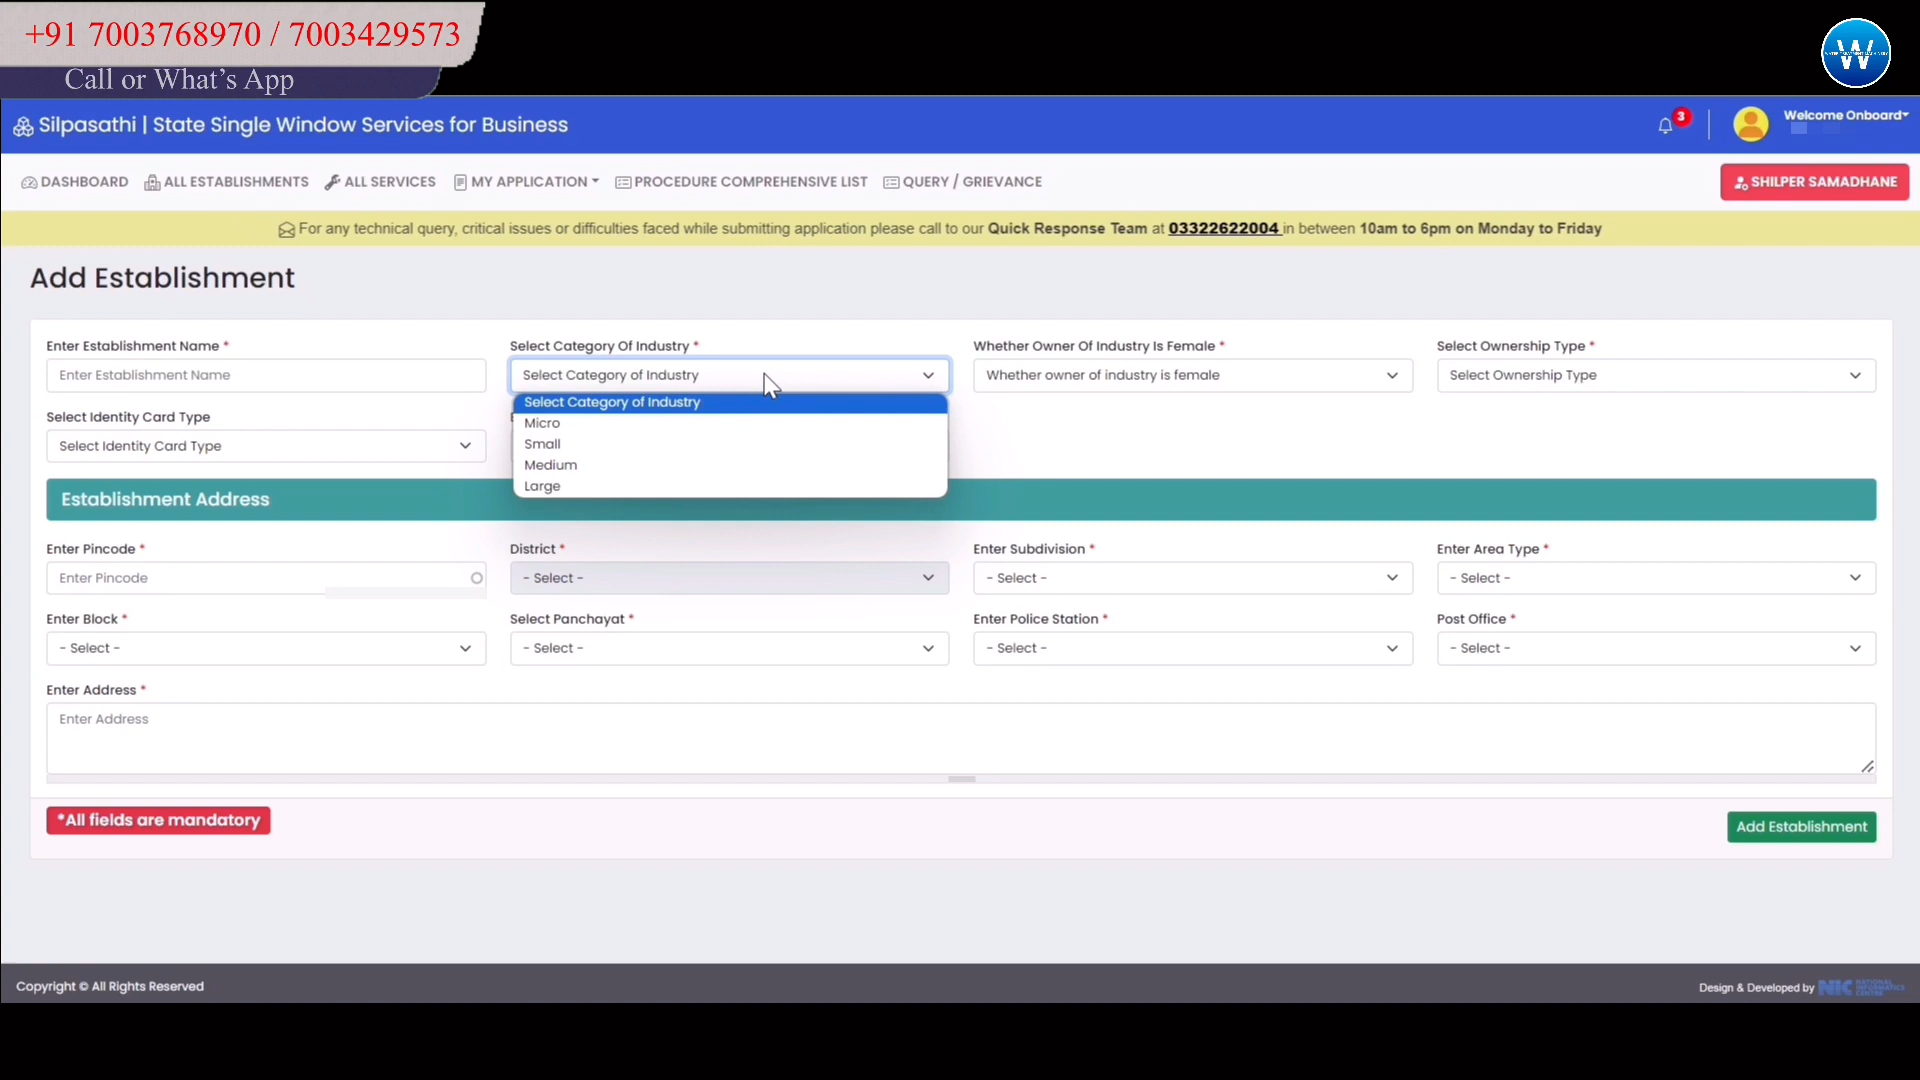 +91 7003768970 / 7003429573
Call or What's App
W
WATER TREATMENT MACHINERY
Silpasathi | State Single Window Services for Business
3
Welcome Onboard
DASHBOARD ALL ESTABLISHMENTS ALL SERVICES MY APPLICATION PROCEDURE COMPREHENSIVE LIST QUERY / GRIEVANCE SHILPER SAMADHANE
For any technical query, critical issues or difficulties faced while submitting application please call to our Quick Response Team at 03322622004 in between 10am to 6pm on Monday to Friday
Add Establishment
Enter Establishment Name * Select Category Of Industry * Whether Owner Of Industry Is Female * Select Ownership Type *
Enter Establishment Name Select Category of Industry Whether owner of industry is female Select Ownership Type
Select Category of Industry
Micro
Small
Medium
Large
Select Identity Card Type
Select Identity Card Type
Establishment Address
Enter Pincode * District * Enter Subdivision * Enter Area Type *
Enter Pincode - Select - - Select - - Select -
Enter Block * Select Panchayat * Enter Police Station * Post Office *
- Select - - Select - - Select - - Select -
Enter Address *
Enter Address
*All fields are mandatory
Add Establishment
Copyright © All Rights Reserved
Design & Developed by NIC NATIONAL INFORMATICS CENTRE